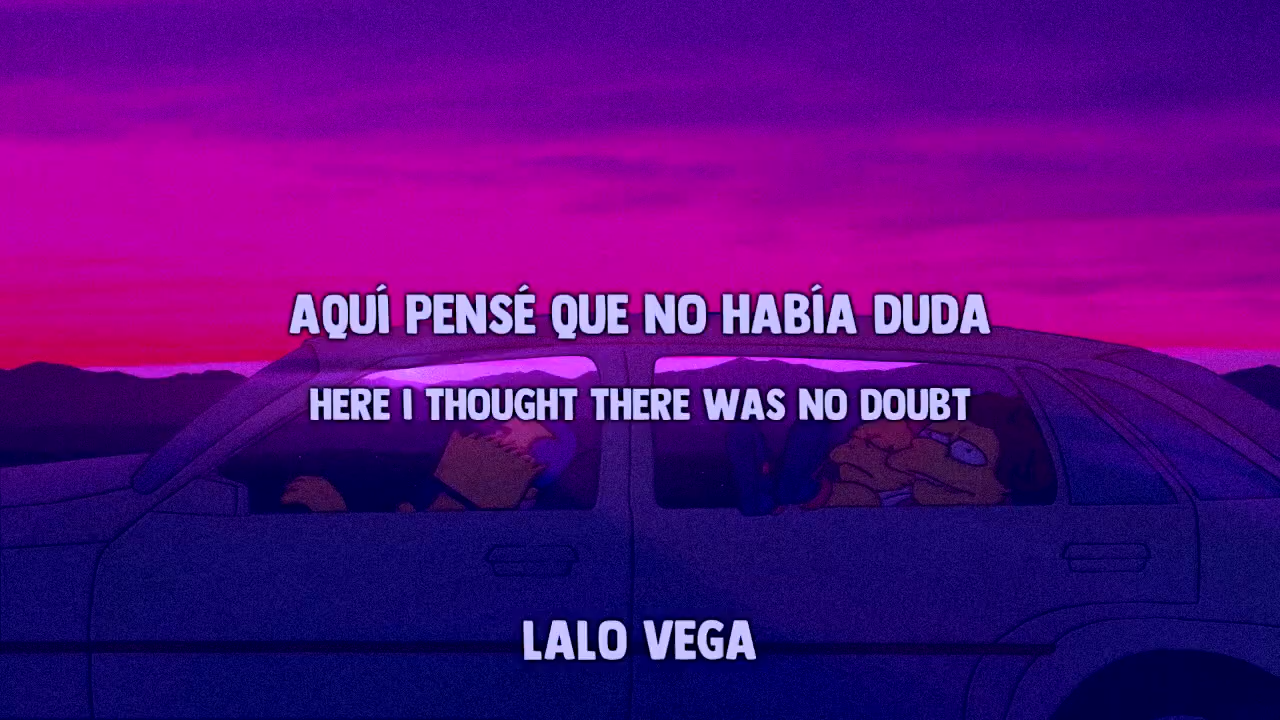 AQUÍ PENSÉ QUE NO HABÍA DUDA
HERE I THOUGHT THERE WAS NO DOUBT
LALO VEGA